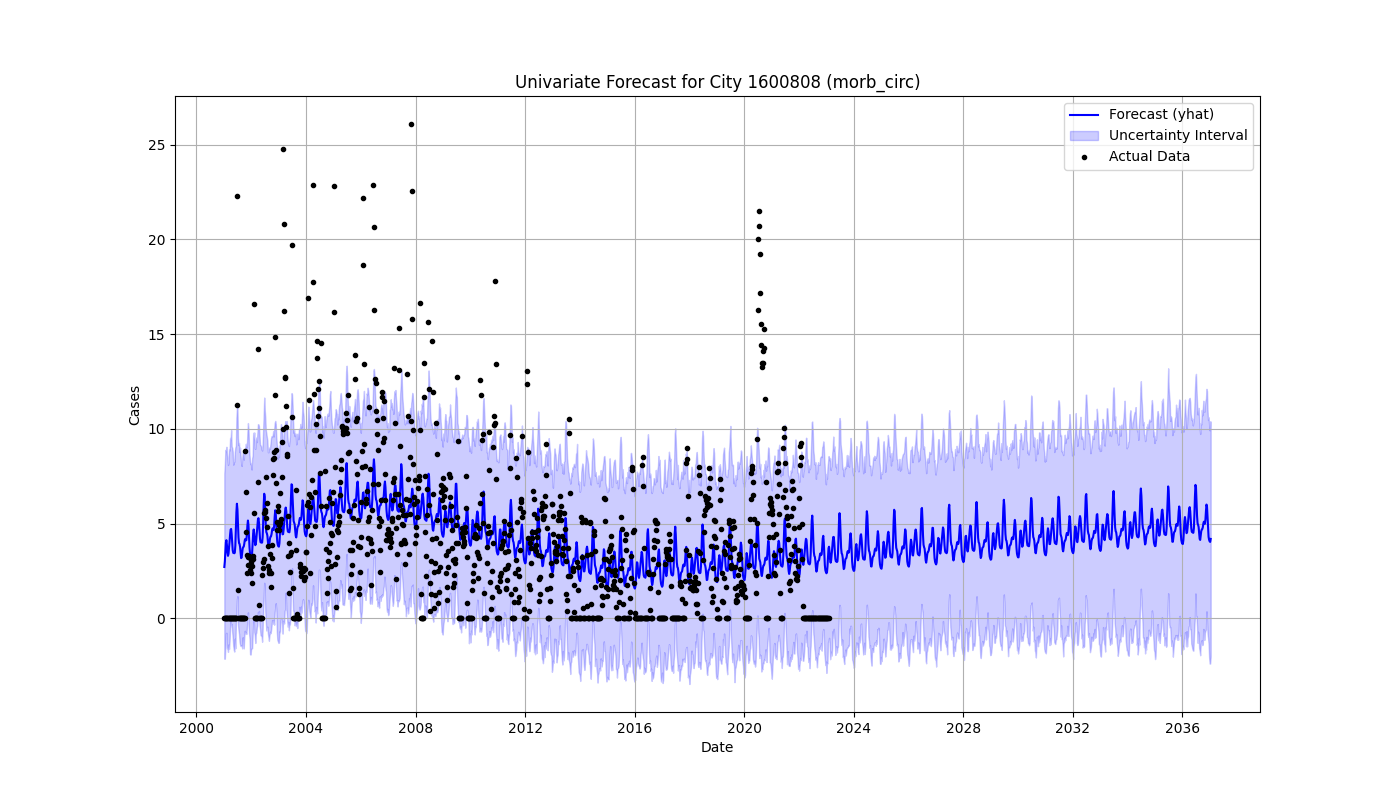 Univariate Forecast for City 1600808 (morb_circ)
Forecast (yhat)
Uncertainty Interval
Actual Data
Cases
25
20
15
10
5
0
2000 2004 2008 2012 2016 2020 2024 2028 2032 2036
Date